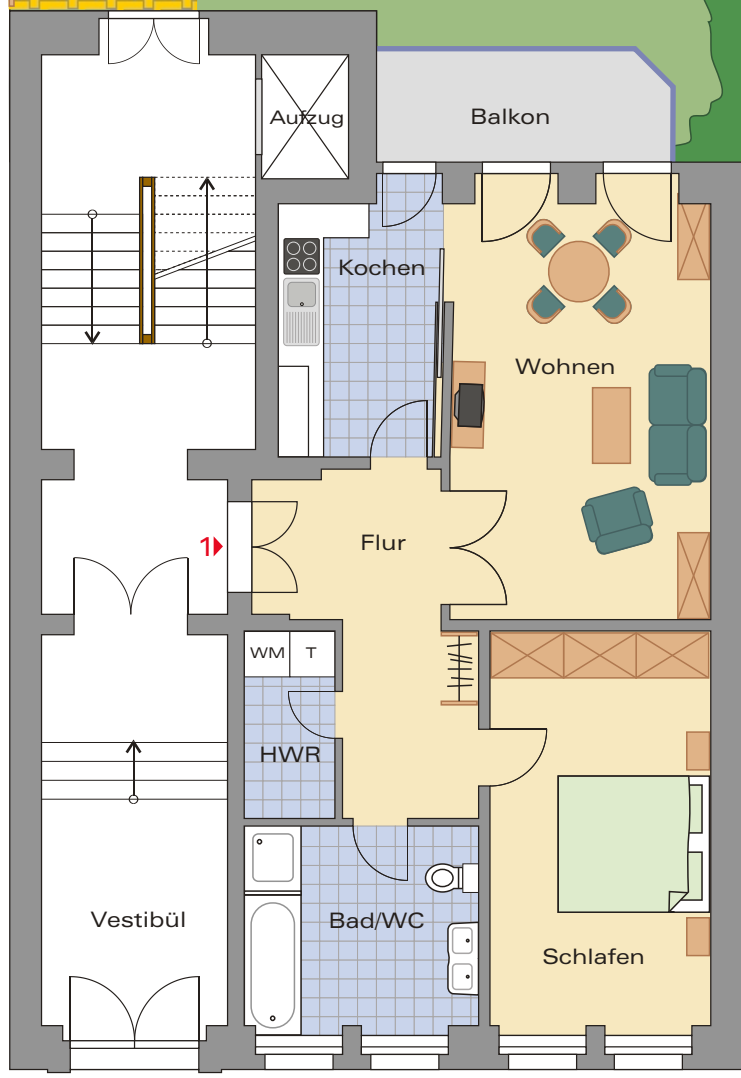 Aufzug
Balkon
Kochen
Wohnen
1
Flur
WM
T
HWR
Vestibül
Bad/WC
Schlafen